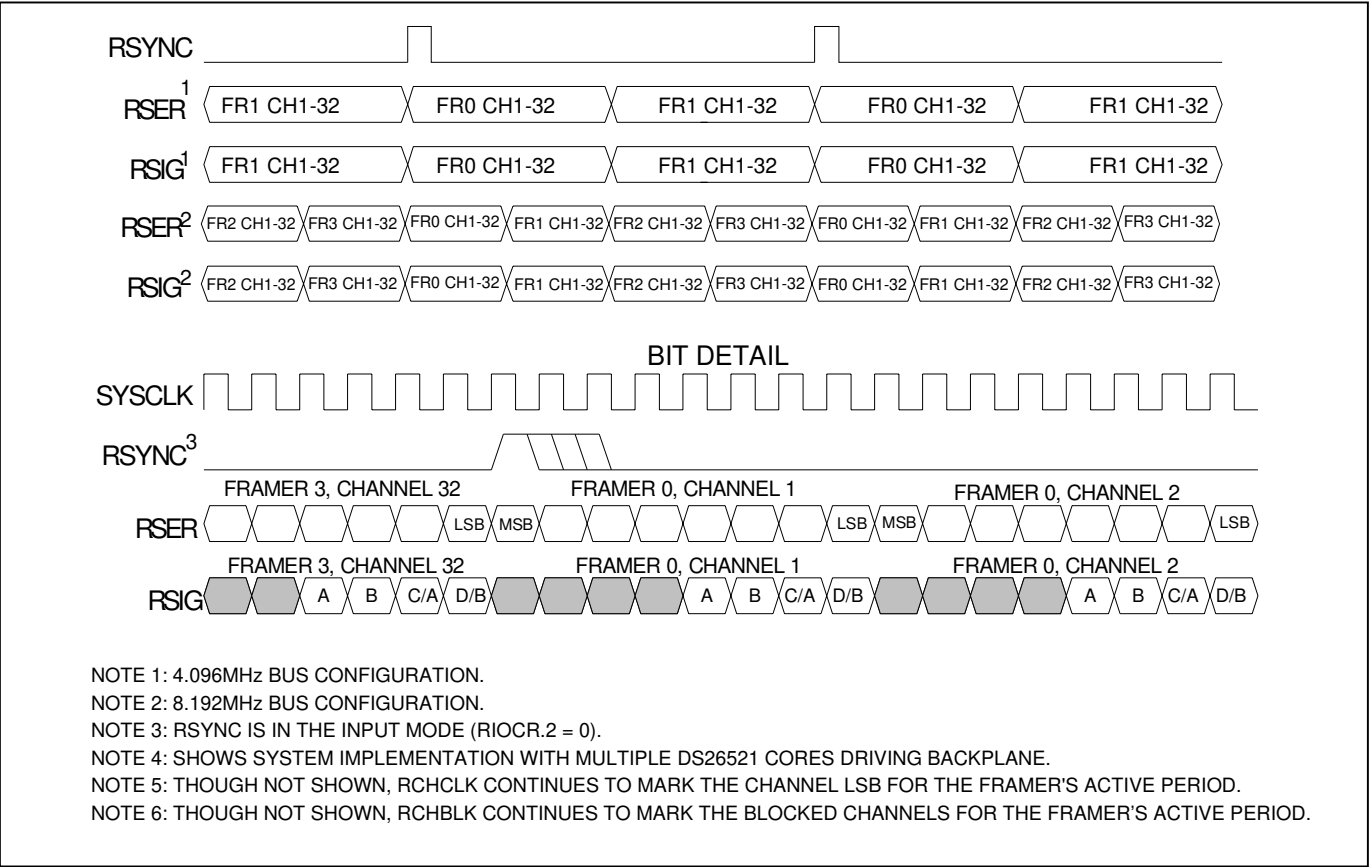 RSYNC
RSER1 FR1 CH1-32 FR0 CH1-32 FR1 CH1-32 FR0 CH1-32 FR1 CH1-32
RSIG1 FR1 CH1-32 FR0 CH1-32 FR1 CH1-32 FR0 CH1-32 FR1 CH1-32
RSER2 FR2 CH1-32 FR3 CH1-32 FR0 CH1-32 FR1 CH1-32 FR2 CH1-32 FR3 CH1-32 FR0 CH1-32 FR1 CH1-32 FR2 CH1-32 FR3 CH1-32
RSIG2 FR2 CH1-32 FR3 CH1-32 FR0 CH1-32 FR1 CH1-32 FR2 CH1-32 FR3 CH1-32 FR0 CH1-32 FR1 CH1-32 FR2 CH1-32 FR3 CH1-32
BIT DETAIL
SYSCLK
RSYNC3
FRAMER 3, CHANNEL 32 FRAMER 0, CHANNEL 1 FRAMER 0, CHANNEL 2
RSER LSB MSB LSB MSB LSB
FRAMER 3, CHANNEL 32 FRAMER 0, CHANNEL 1 FRAMER 0, CHANNEL 2
RSIG A B C/A D/B A B C/A D/B A B C/A D/B
NOTE 1: 4.096MHz BUS CONFIGURATION.
NOTE 2: 8.192MHz BUS CONFIGURATION.
NOTE 3: RSYNC IS IN THE INPUT MODE (RIOCR.2 = 0).
NOTE 4: SHOWS SYSTEM IMPLEMENTATION WITH MULTIPLE DS26521 CORES DRIVING BACKPLANE.
NOTE 5: THOUGH NOT SHOWN, RCHCLK CONTINUES TO MARK THE CHANNEL LSB FOR THE FRAMER'S ACTIVE PERIOD.
NOTE 6: THOUGH NOT SHOWN, RCHBLK CONTINUES TO MARK THE BLOCKED CHANNELS FOR THE FRAMER’S ACTIVE PERIOD.